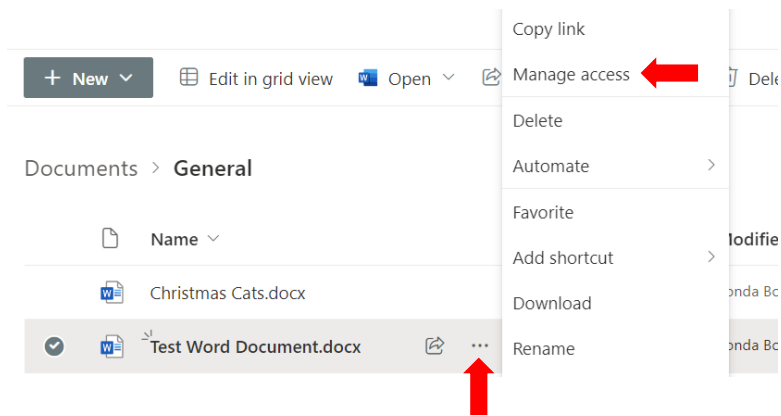 Copy link
+ New
Edit in grid view
Open
Manage access
Delete
Documents > General
Automate
Favorite
Name
Add shortcut
Christmas Cats.docx
Download
Test Word Document.docx
...
Rename